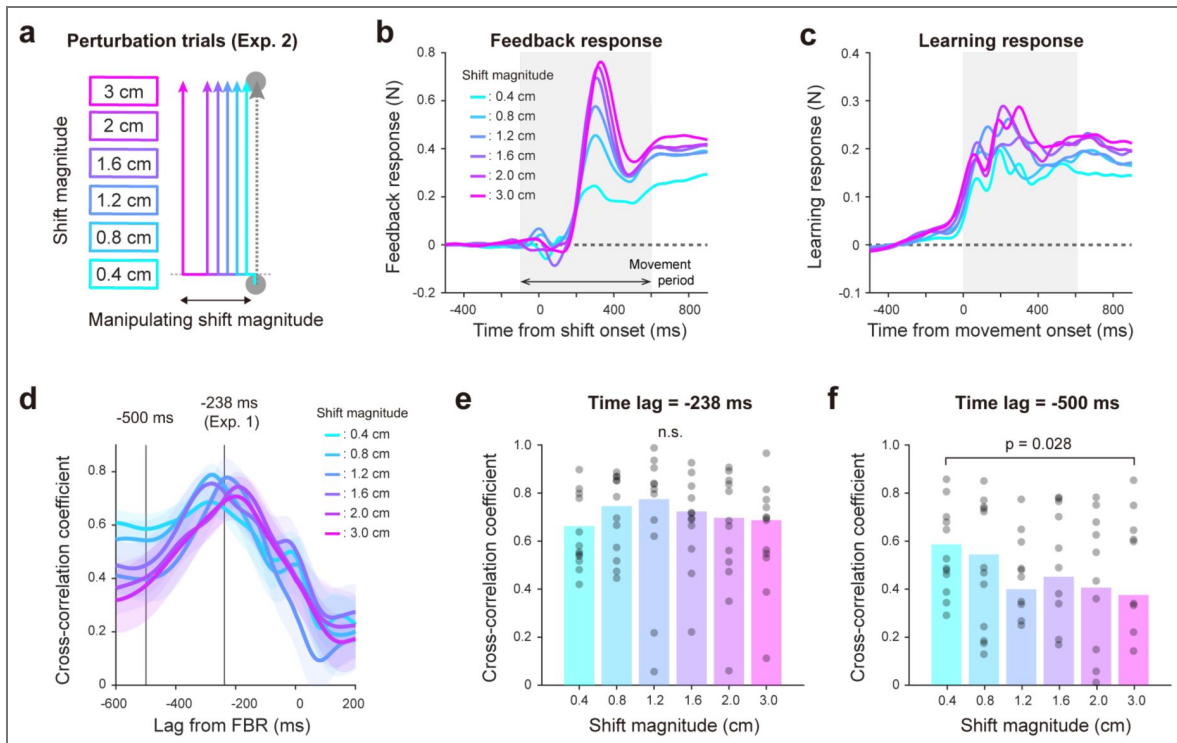 a
Perturbation trials (Exp. 2)
Shift magnitude
3 cm
2 cm
1.6 cm
1.2 cm
0.8 cm
0.4 cm
Manipulating shift magnitude
b
Feedback response
Feedback response (N)
0.8
0.6
0.4
0.2
0
-0.2
Shift magnitude
: 0.4 cm
: 0.8 cm
: 1.2 cm
: 1.6 cm
: 2.0 cm
: 3.0 cm
Movement
period
-400
0
400
800
Time from shift onset (ms)
c
Learning response
Learning response (N)
0.4
0.3
0.2
0.1
0
-0.1
-400
0
400
800
Time from movement onset (ms)
d
-500 ms
-238 ms
(Exp. 1)
Shift magnitude
: 0.4 cm
: 0.8 cm
: 1.2 cm
: 1.6 cm
: 2.0 cm
: 3.0 cm
Cross-correlation coefficient
0.8
0.6
0.4
0.2
0
-600
-400
-200
0
200
Lag from FBR (ms)
e
Time lag = -238 ms
n.s.
Cross-correlation coefficient
1.0
0.8
0.6
0.4
0.2
0
0.4
0.8
1.2
1.6
2.0
3.0
Shift magnitude (cm)
f
Time lag = -500 ms
p = 0.028
Cross-correlation coefficient
1.0
0.8
0.6
0.4
0.2
0
0.4
0.8
1.2
1.6
2.0
3.0
Shift magnitude (cm)